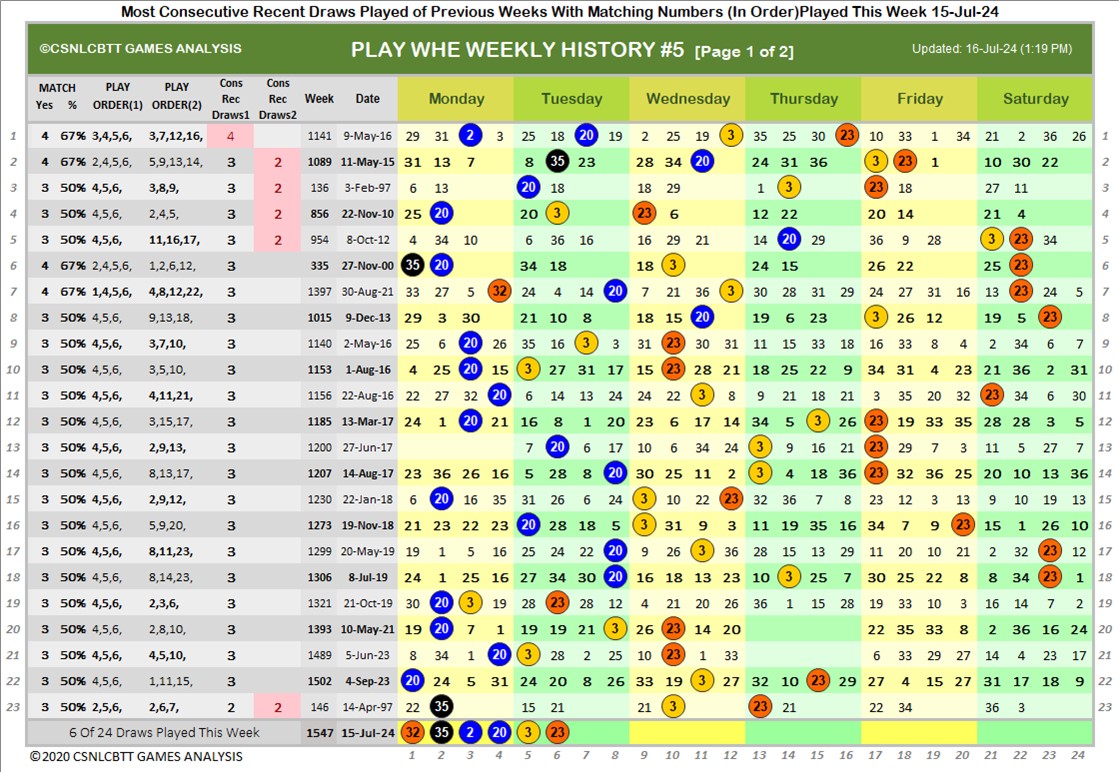 Most Consecutive Recent Draws Played of Previous Weeks With Matching Numbers (In Order)Played This Week 15-Jul-24
©CSNLCBTT GAMES ANALYSIS PLAY WHE WEEKLY HISTORY #5 [Page 1 of 2] Updated: 16-Jul-24 (1:19 PM)
MATCH Yes % PLAY ORDER(1) PLAY ORDER(2) Cons Rec Draws1 Cons Rec Draws2 Week Date Monday Tuesday Wednesday Thursday Friday Saturday
1 4 67% 3,4,5,6, 3,7,12,16, 4 1141 9-May-16 29 31 2 3 25 18 20 19 2 25 19 3 35 25 30 23 10 33 1 34 21 2 36 26 1
2 4 67% 2,4,5,6, 5,9,13,14, 3 2 1089 11-May-15 31 13 7 8 35 23 28 34 20 24 31 36 3 23 1 10 30 22 2
3 3 50% 4,5,6, 3,8,9, 3 2 136 3-Feb-97 6 13 20 18 18 29 1 3 23 18 27 11 3
4 3 50% 4,5,6, 2,4,5, 3 2 856 22-Nov-10 25 20 20 3 23 6 12 22 20 14 21 4 4
5 3 50% 4,5,6, 11,16,17, 3 2 954 8-Oct-12 4 34 10 6 36 16 16 29 21 14 20 29 36 9 28 3 23 34 5
6 4 67% 2,4,5,6, 1,2,6,12, 3 335 27-Nov-00 35 20 34 18 18 3 24 15 26 22 25 23 6
7 4 67% 1,4,5,6, 4,8,12,22, 3 1397 30-Aug-21 33 27 5 32 24 4 14 20 7 21 36 3 30 28 31 29 24 27 31 16 13 23 24 5 7
8 3 50% 4,5,6, 9,13,18, 3 1015 9-Dec-13 29 3 30 21 10 8 18 15 20 19 6 23 3 26 12 19 5 23 8
9 3 50% 4,5,6, 3,7,10, 3 1140 2-May-16 25 6 20 26 35 16 3 3 31 23 30 31 11 15 33 18 16 33 8 4 2 34 6 7 9
10 3 50% 4,5,6, 3,5,10, 3 1153 1-Aug-16 4 25 20 15 3 27 31 17 15 23 28 21 18 25 22 9 34 31 4 23 21 36 2 31 10
11 3 50% 4,5,6, 4,11,21, 3 1156 22-Aug-16 22 27 32 20 6 14 13 24 24 22 3 8 9 21 18 21 3 35 20 32 23 34 6 30 11
12 3 50% 4,5,6, 3,15,17, 3 1185 13-Mar-17 24 1 20 21 16 8 1 20 23 6 17 14 34 5 3 26 23 19 33 35 28 28 3 5 12
13 3 50% 4,5,6, 2,9,13, 3 1200 27-Jun-17 7 20 6 17 10 6 34 24 3 9 16 21 23 29 7 3 11 5 27 7 13
14 3 50% 4,5,6, 8,13,17, 3 1207 14-Aug-17 23 36 26 16 5 28 8 20 30 25 11 2 3 4 18 36 23 32 36 25 20 10 13 36 14
15 3 50% 4,5,6, 2,9,12, 3 1230 22-Jan-18 6 20 16 35 31 26 6 24 3 10 22 23 32 36 7 8 23 12 3 13 9 10 19 13 15
16 3 50% 4,5,6, 5,9,20, 3 1273 19-Nov-18 21 23 22 23 20 28 18 5 3 31 9 3 11 19 35 16 34 7 9 23 15 1 26 10 16
17 3 50% 4,5,6, 8,11,23, 3 1299 20-May-19 19 1 5 16 25 24 22 20 9 26 3 36 28 15 13 29 11 20 10 21 2 32 23 12 17
18 3 50% 4,5,6, 8,14,23, 3 1306 8-Jul-19 24 1 25 16 27 34 30 20 16 18 13 23 10 3 25 7 30 25 22 8 8 34 23 1 18
19 3 50% 4,5,6, 2,3,6, 3 1321 21-Oct-19 30 20 3 19 28 23 28 12 4 21 20 26 36 1 15 28 19 33 10 3 16 14 7 2 19
20 3 50% 4,5,6, 2,8,10, 3 1393 10-May-21 19 20 7 1 19 19 21 3 26 23 14 20 22 35 33 8 2 36 16 24 20
21 3 50% 4,5,6, 4,5,10, 3 1489 5-Jun-23 8 34 1 20 3 28 2 25 10 23 1 33 6 33 29 27 14 4 23 17 21
22 3 50% 4,5,6, 1,11,15, 3 1502 4-Sep-23 20 24 5 31 24 20 8 26 33 19 3 27 32 10 23 29 27 4 15 27 31 17 18 9 22
23 3 50% 2,5,6, 2,6,7, 2 2 146 14-Apr-97 22 35 15 21 21 3 23 21 22 34 36 3 23
6 Of 24 Draws Played This Week 1547 15-Jul-24 32 35 2 20 3 23
©2020 CSNLCBTT GAMES ANALYSIS 1 2 3 4 5 6 7 8 9 10 11 12 13 14 15 16 17 18 19 20 21 22 23 24